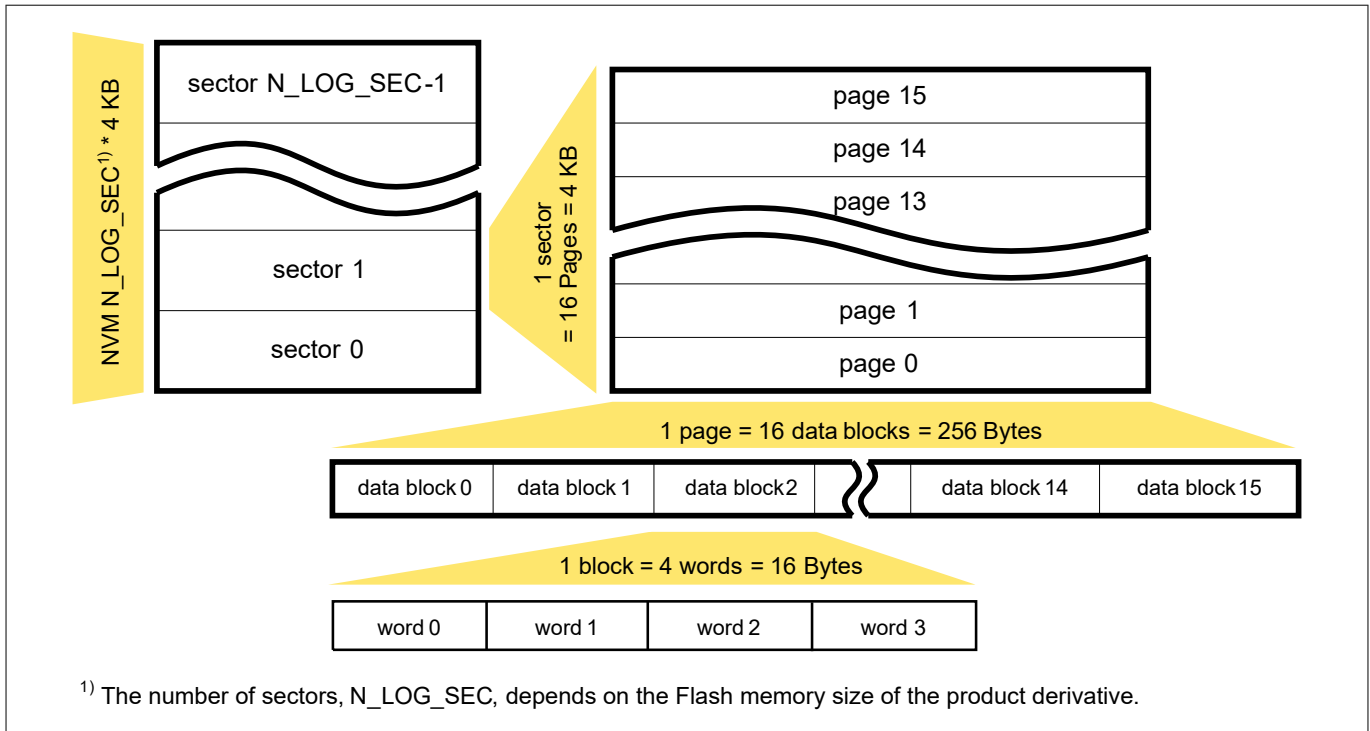 NVM N_LOG_SEC1) * 4 KB
sector N_LOG_SEC-1
sector 1
sector 0
1 sector
= 16 Pages = 4 KB
page 15
page 14
page 13
page 1
page 0
1 page = 16 data blocks = 256 Bytes
data block 0 data block 1 data block 2 data block 14 data block 15
1 block = 4 words = 16 Bytes
word 0 word 1 word 2 word 3
1) The number of sectors, N_LOG_SEC, depends on the Flash memory size of the product derivative.